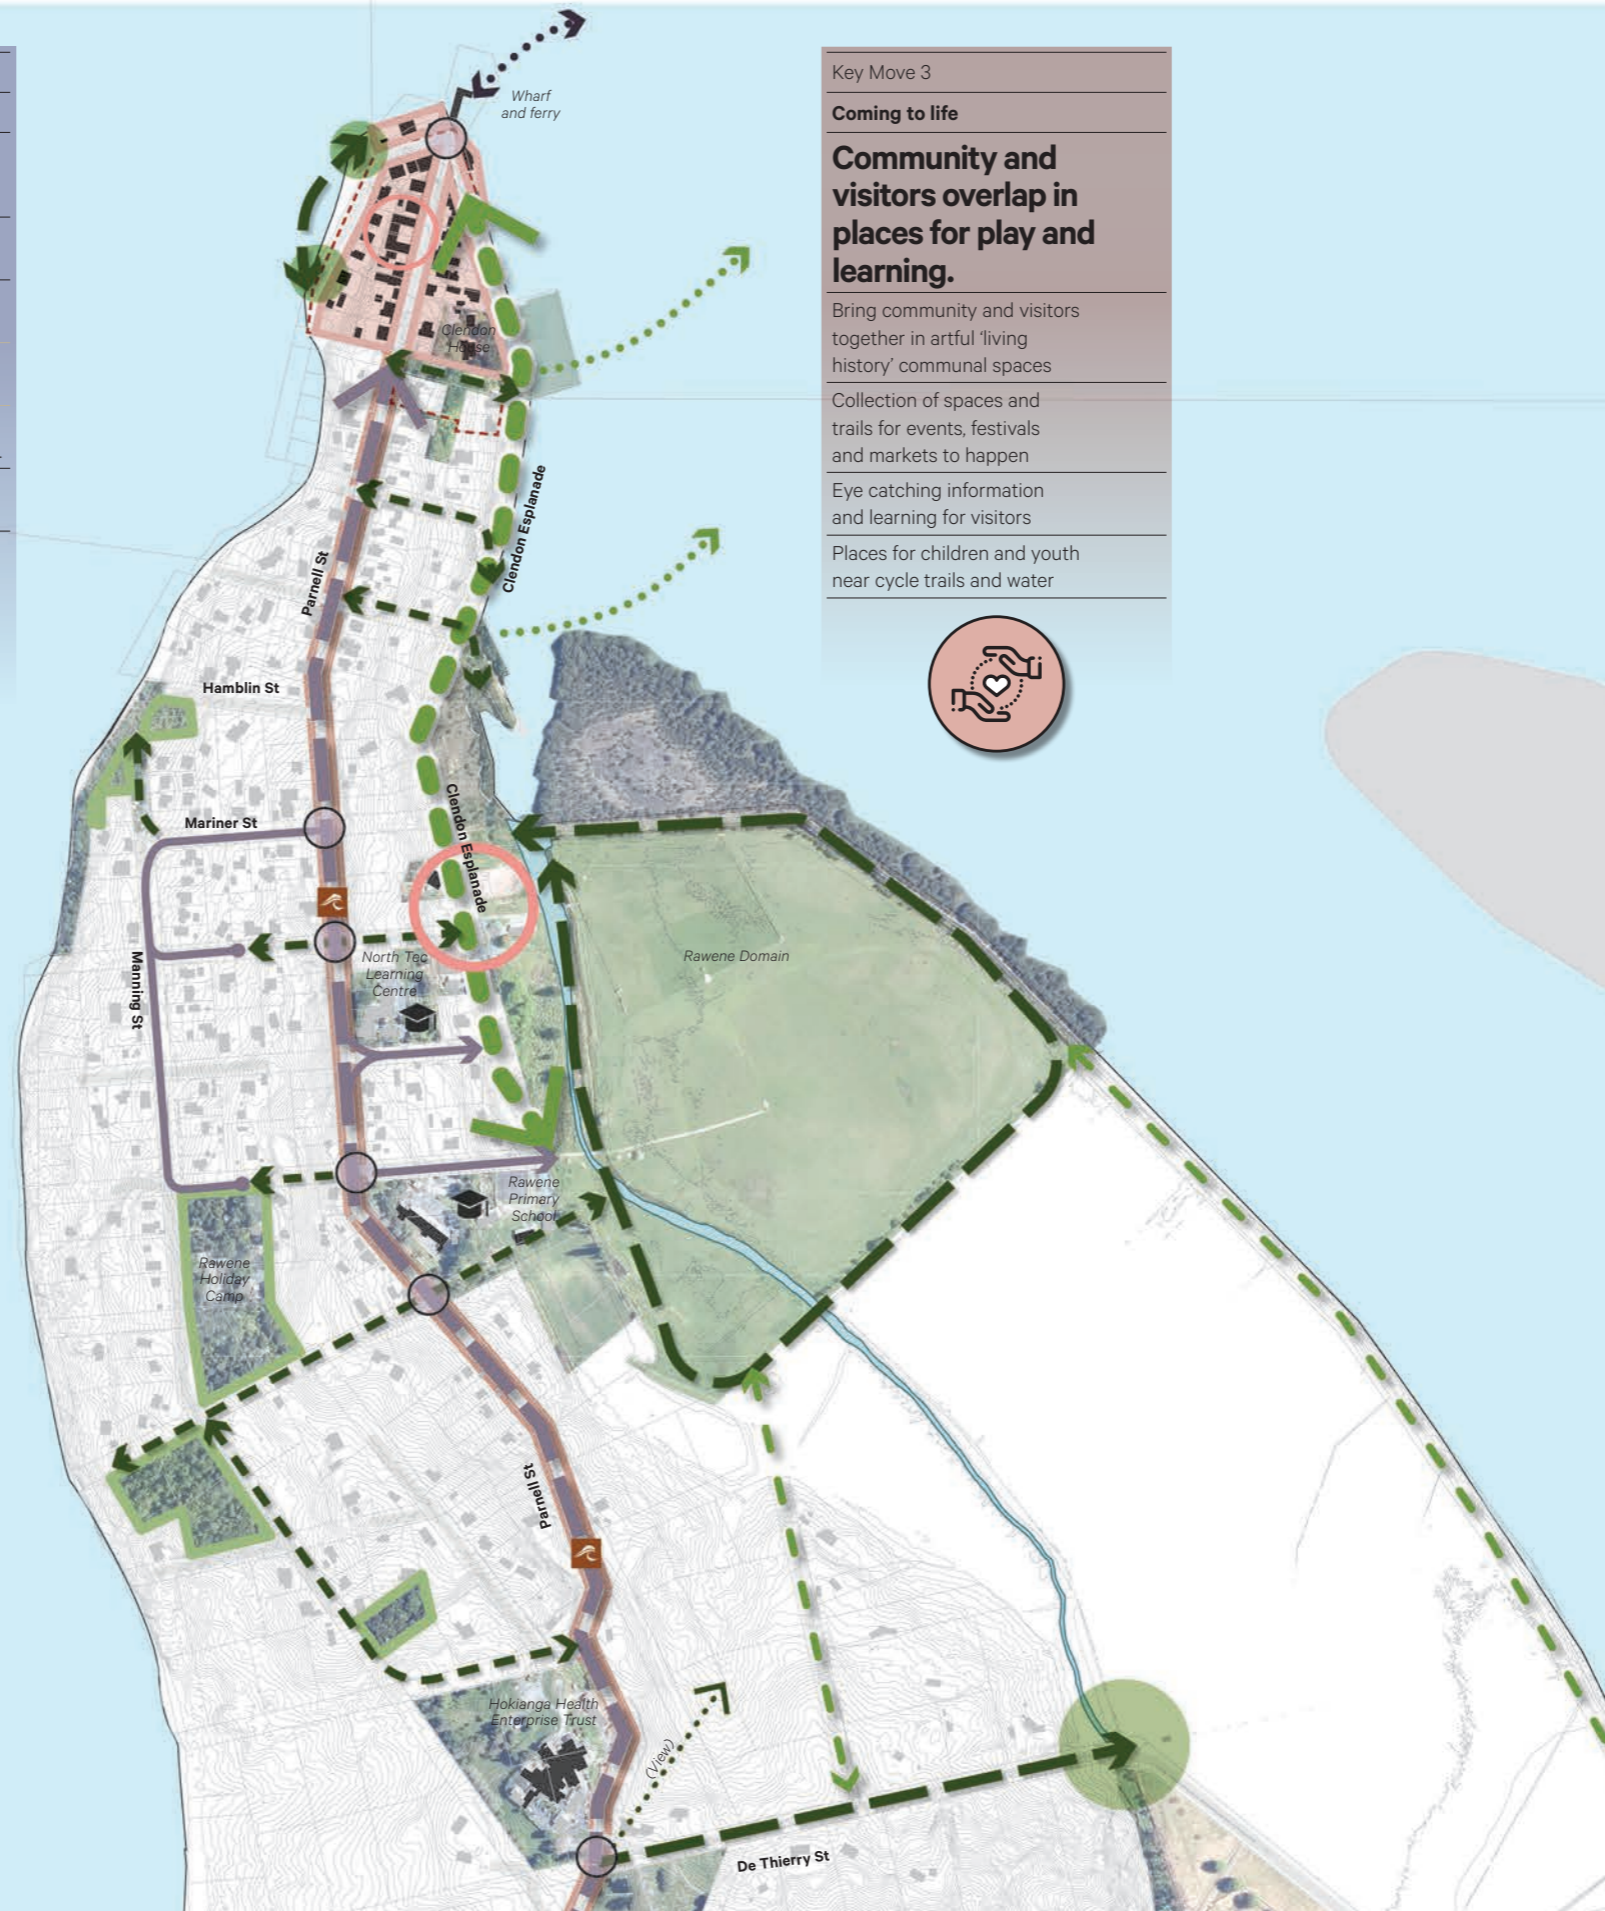 Wharf
and ferry
Key Move 3
Coming to life
Community and
visitors overlap in
places for play and
learning.
Bring community and visitors
together in artful ‘living
history’ communal spaces
Collection of spaces and
trails for events, festivals
and markets to happen
Eye catching information
and learning for visitors
Places for children and youth
near cycle trails and water
Clendon
House
Clendon Esplanade
Parnell St
Hamblin St
Mariner St
Clendon Esplanade
Manning St
North Tec
Learning
Centre
Rawene Domain
Rawene
Primary
School
Rawene
Holiday
Camp
Parnell St
Hokianga Health
Enterprise Trust
(View)
De Thierry St